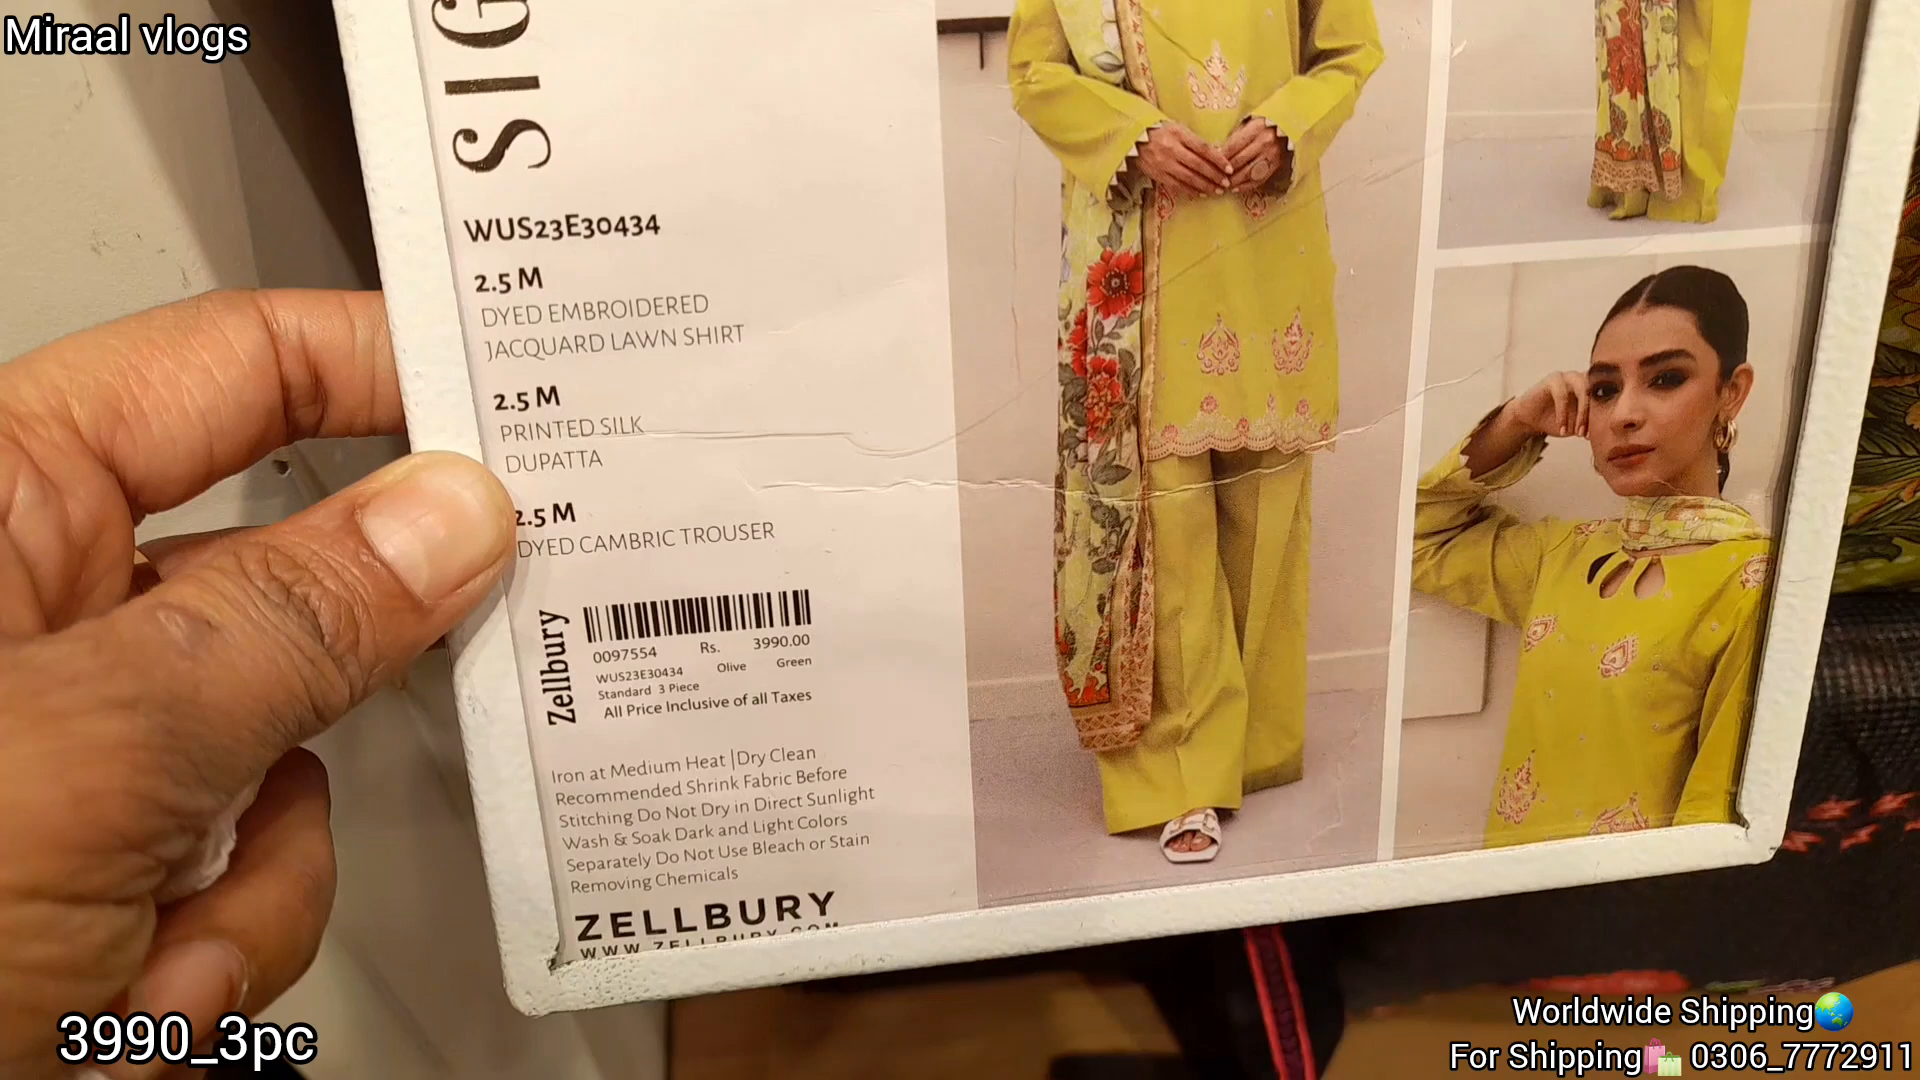 Miraal vlogs
SIG
WUS23E30434
2.5 M
DYED EMBROIDERED
JACQUARD LAWN SHIRT
2.5 M
PRINTED SILK
DUPATTA
2.5 M
DYED CAMBRIC TROUSER
Zellbury
0097554 Rs. 3990.00
WUS23E30434 Olive Green
Standard 3 Piece
All Price Inclusive of all Taxes
Iron at Medium Heat |Dry Clean
Recommended Shrink Fabric Before
Stitching Do Not Dry in Direct Sunlight
Wash & Soak Dark and Light Colors
Separately Do Not Use Bleach or Stain
Removing Chemicals
ZELLBURY
WWW.ZELLBURY.COM
3990_3pc
Worldwide Shipping🌏
For Shipping🛍️ 0306_7772911